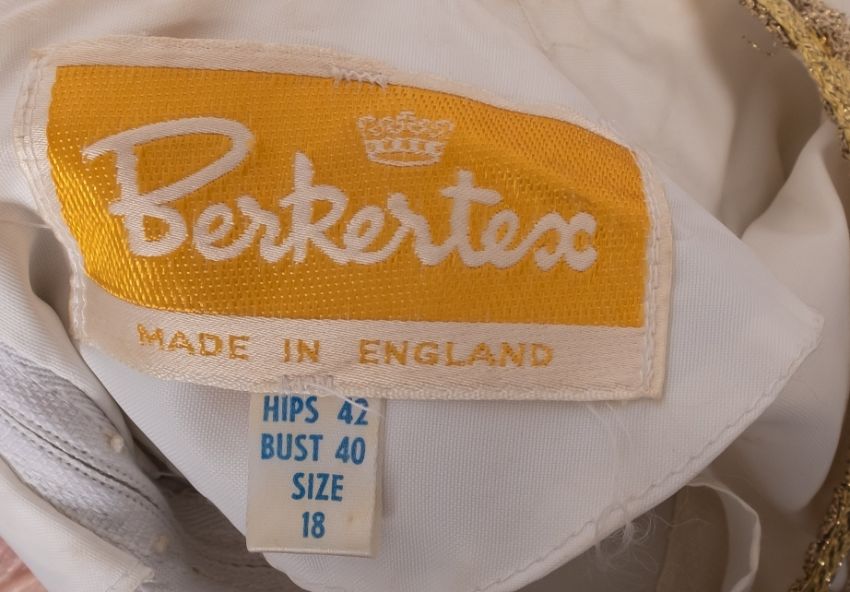 Berkertex
MADE IN ENGLAND
HIPS 42
BUST 40
SIZE
18